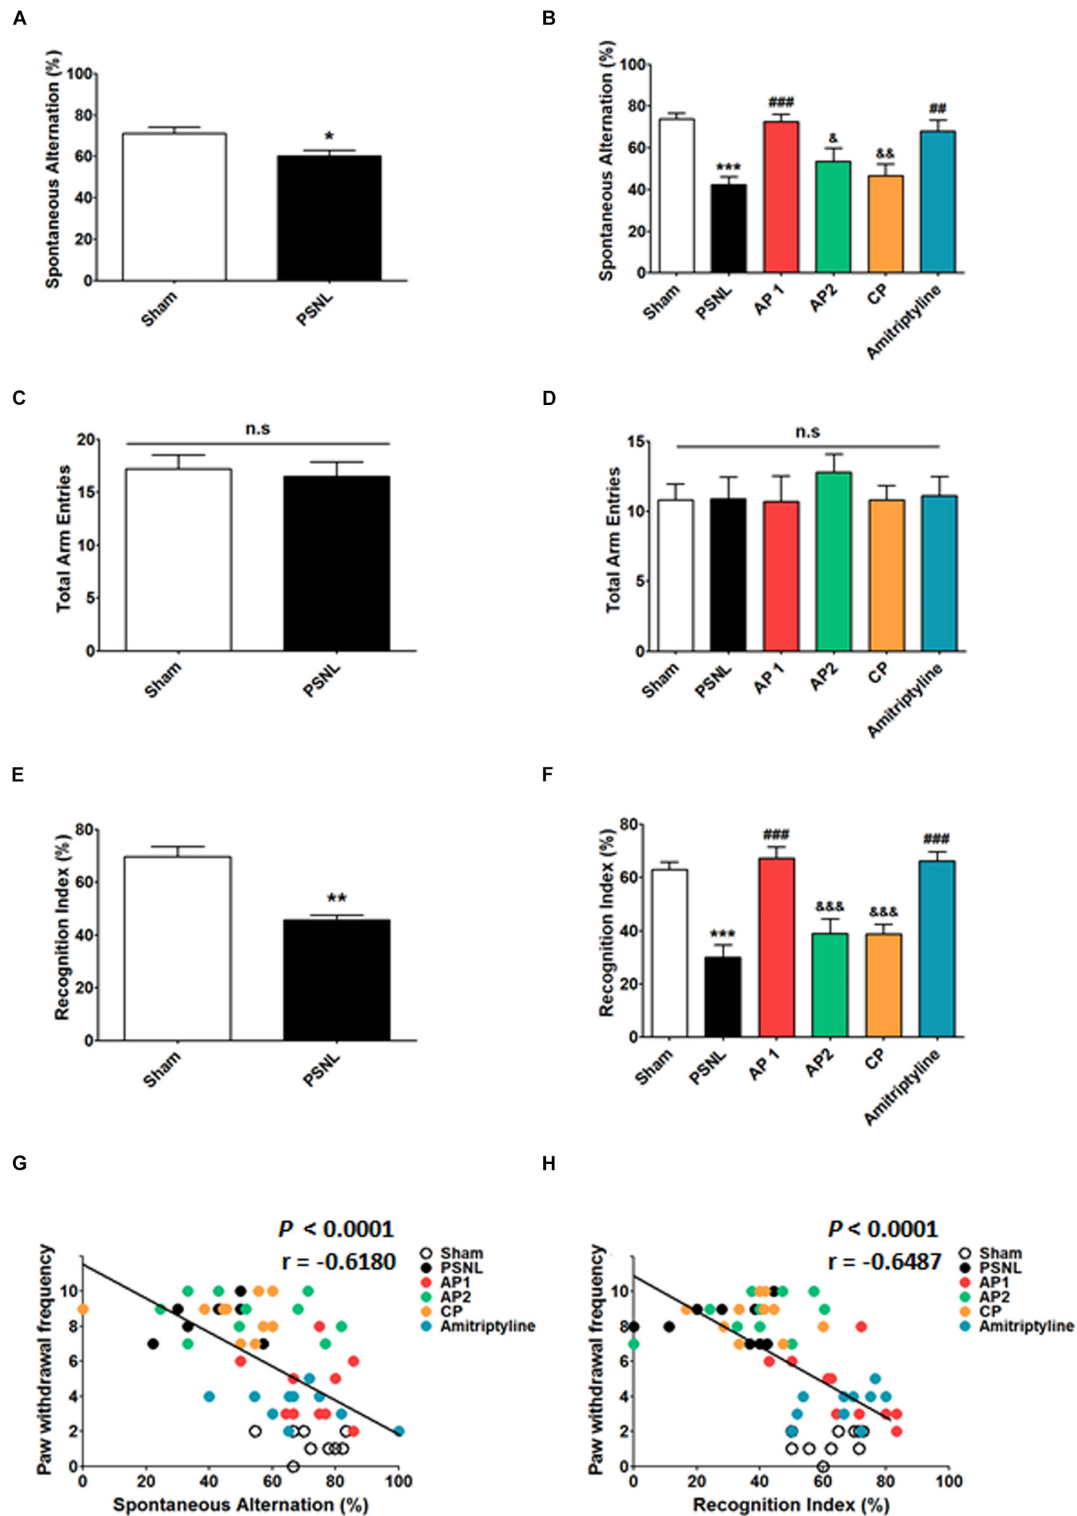 A
Spontaneous Alternation (%)
100
80
60
40
20
0
*
Sham
PSNL
B
Spontaneous Alternation (%)
100
80
60
40
20
0
***
###
&
&&
##
Sham
PSNL
AP 1
AP2
CP
Amitriptyline
C
Total Arm Entries
20
15
10
5
0
n.s
Sham
PSNL
D
Total Arm Entries
15
10
5
0
n.s
Sham
PSNL
AP 1
AP2
CP
Amitriptyline
E
Recognition Index (%)
80
60
40
20
0
**
Sham
PSNL
F
Recognition Index (%)
80
60
40
20
0
***
###
&&&
&&&
###
Sham
PSNL
AP 1
AP2
CP
Amitriptyline
G
P < 0.0001
r = -0.6180
Paw withdrawal frequency
10
8
6
4
2
0
0 20 40 60 80 100
Spontaneous Alternation (%)
Sham
PSNL
AP1
AP2
CP
Amitriptyline
H
P < 0.0001
r = -0.6487
Paw withdrawal frequency
10
8
6
4
2
0
0 20 40 60 80 100
Recognition Index (%)
Sham
PSNL
AP1
AP2
CP
Amitriptyline